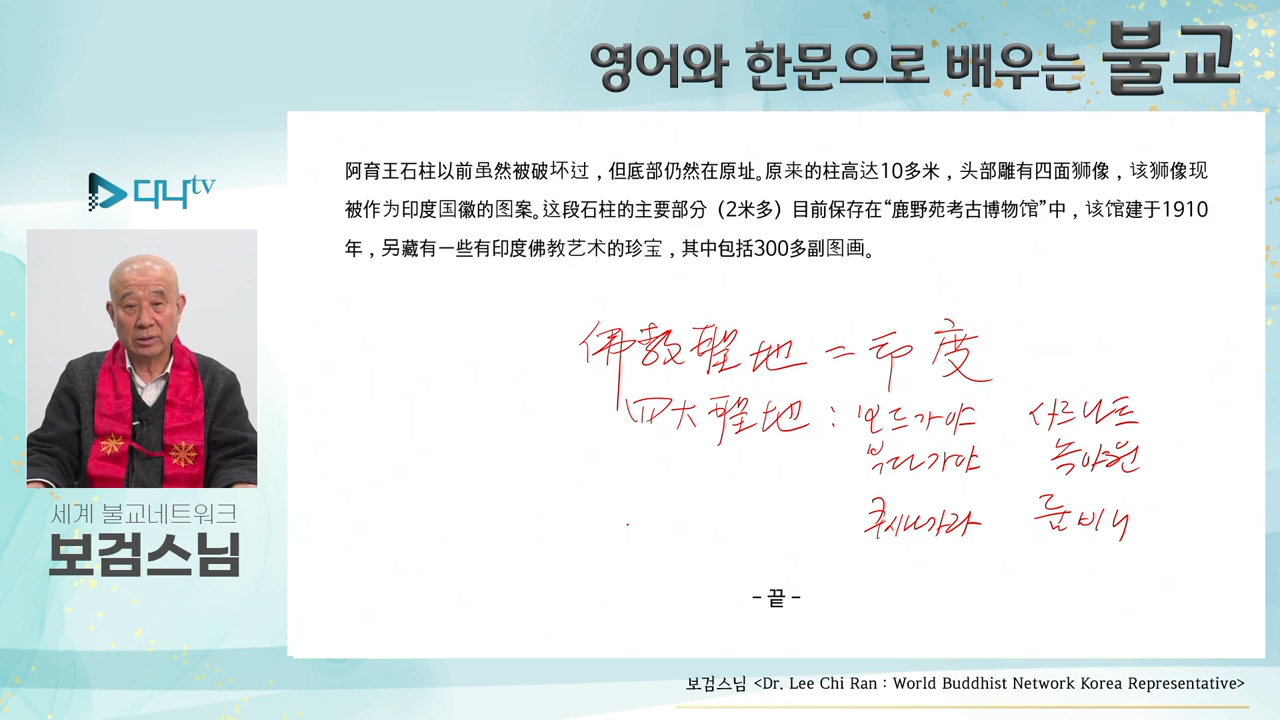 영어와 한문으로 배우는 불교
디나tv
阿育王石柱以前虽然被破坏过，但底部仍然在原址。原来的柱高达10多米，头部雕有四面狮像，该狮像现
被作为印度国徽的图案。这段石柱的主要部分（2米多）目前保存在“鹿野苑考古博物馆”中，该馆建于1910
年，另藏有一些有印度佛教艺术的珍宝，其中包括300多副图画。
佛教聖地 = 印度
四大聖地 : 보드가야 사르나트
붓다가야 녹야원
쿠시나가라 룸비니
- 끝 -
세계 불교네트워크
보검스님
보검스님 <Dr. Lee Chi Ran : World Buddhist Network Korea Representative>